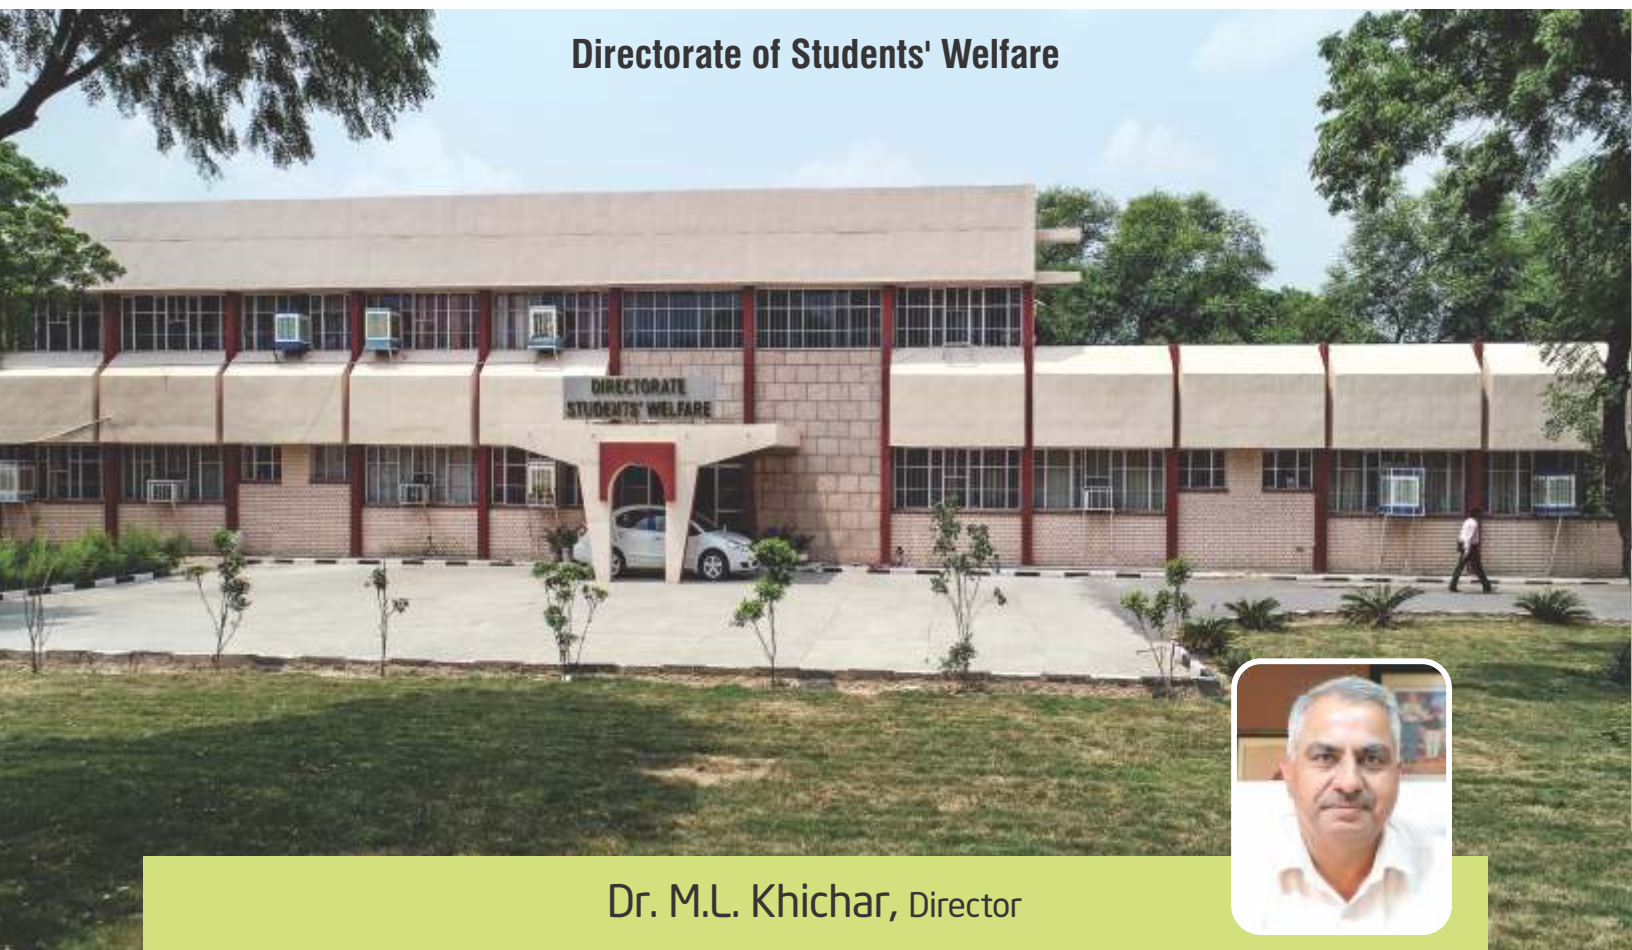 Directorate of Students' Welfare
DIRECTORATE
STUDENTS' WELFARE
Dr. M.L. Khichar, Director